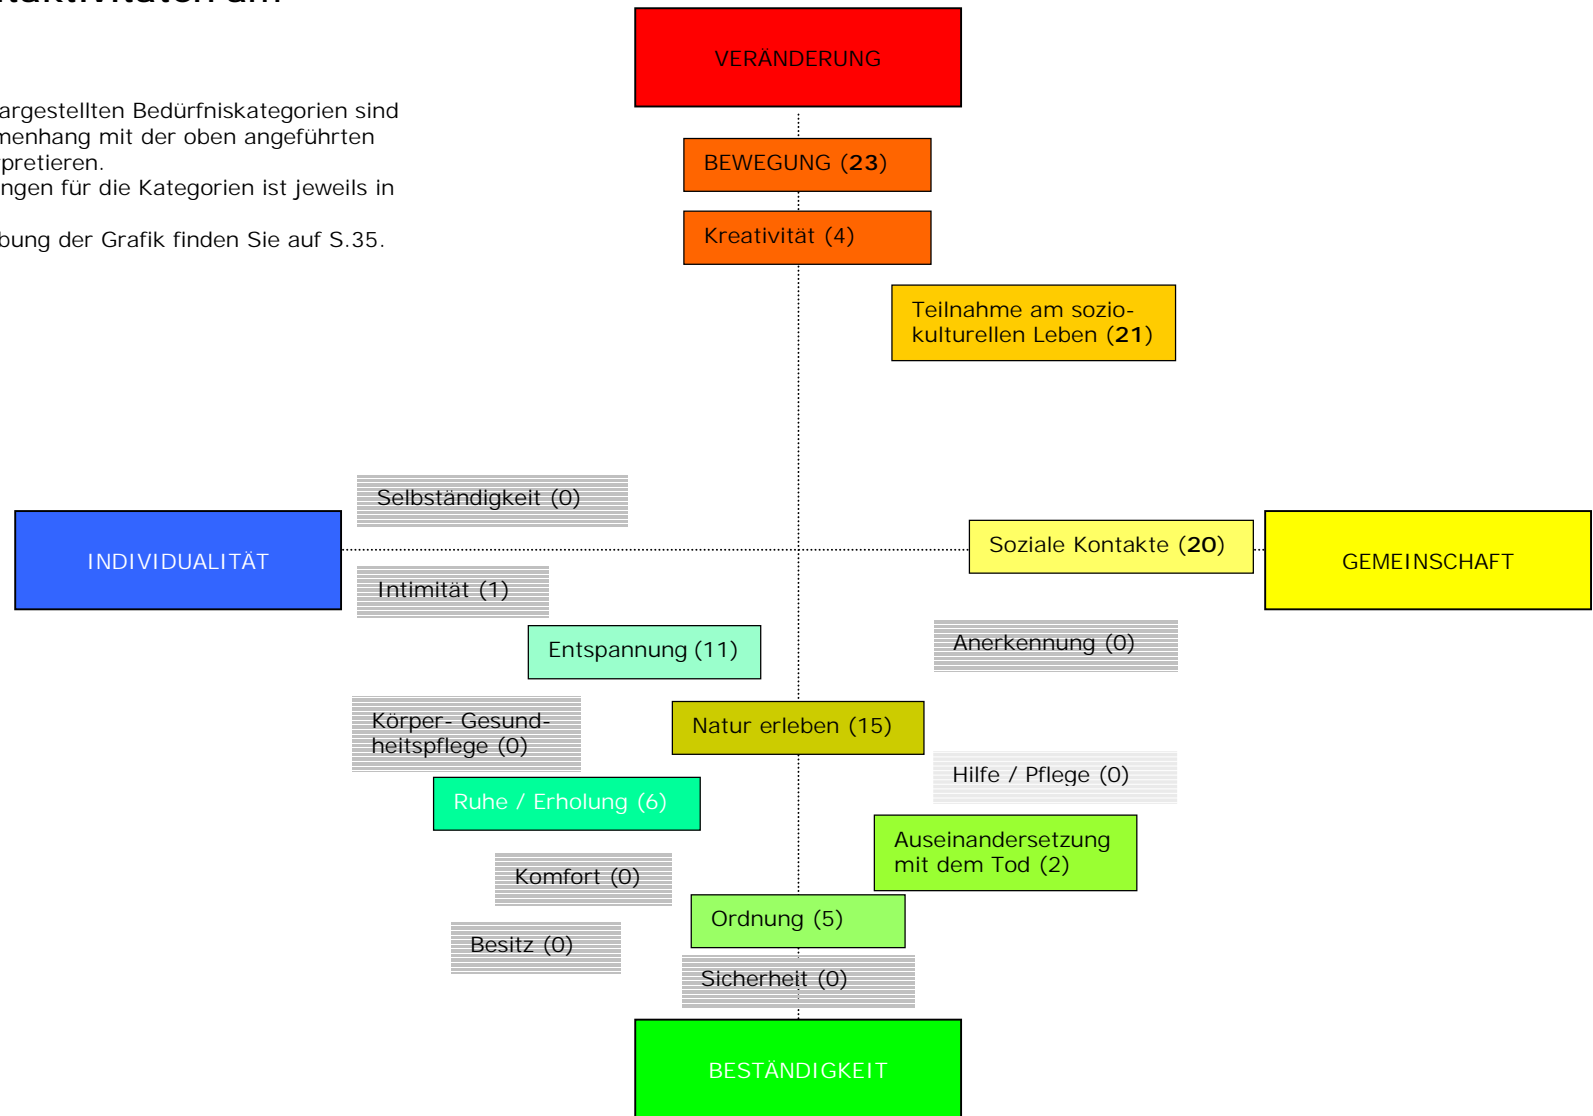 VERÄNDERUNG
argestellten Bedürfniskategorien sind
menhang mit der oben angeführten
rpretieren.
ngen für die Kategorien ist jeweils in
bung der Grafik finden Sie auf S.35.
BEWEGUNG (23)
Kreativität (4)
Teilnahme am sozio-
kulturellen Leben (21)
Selbständigkeit (0)
INDIVIDUALITÄT
Soziale Kontakte (20)
GEMEINSCHAFT
Intimität (1)
Entspannung (11)
Anerkennung (0)
Körper- Gesund-
heitspflege (0)
Natur erleben (15)
Hilfe / Pflege (0)
Ruhe / Erholung (6)
Auseinandersetzung
mit dem Tod (2)
Komfort (0)
Ordnung (5)
Besitz (0)
Sicherheit (0)
BESTÄNDIGKEIT